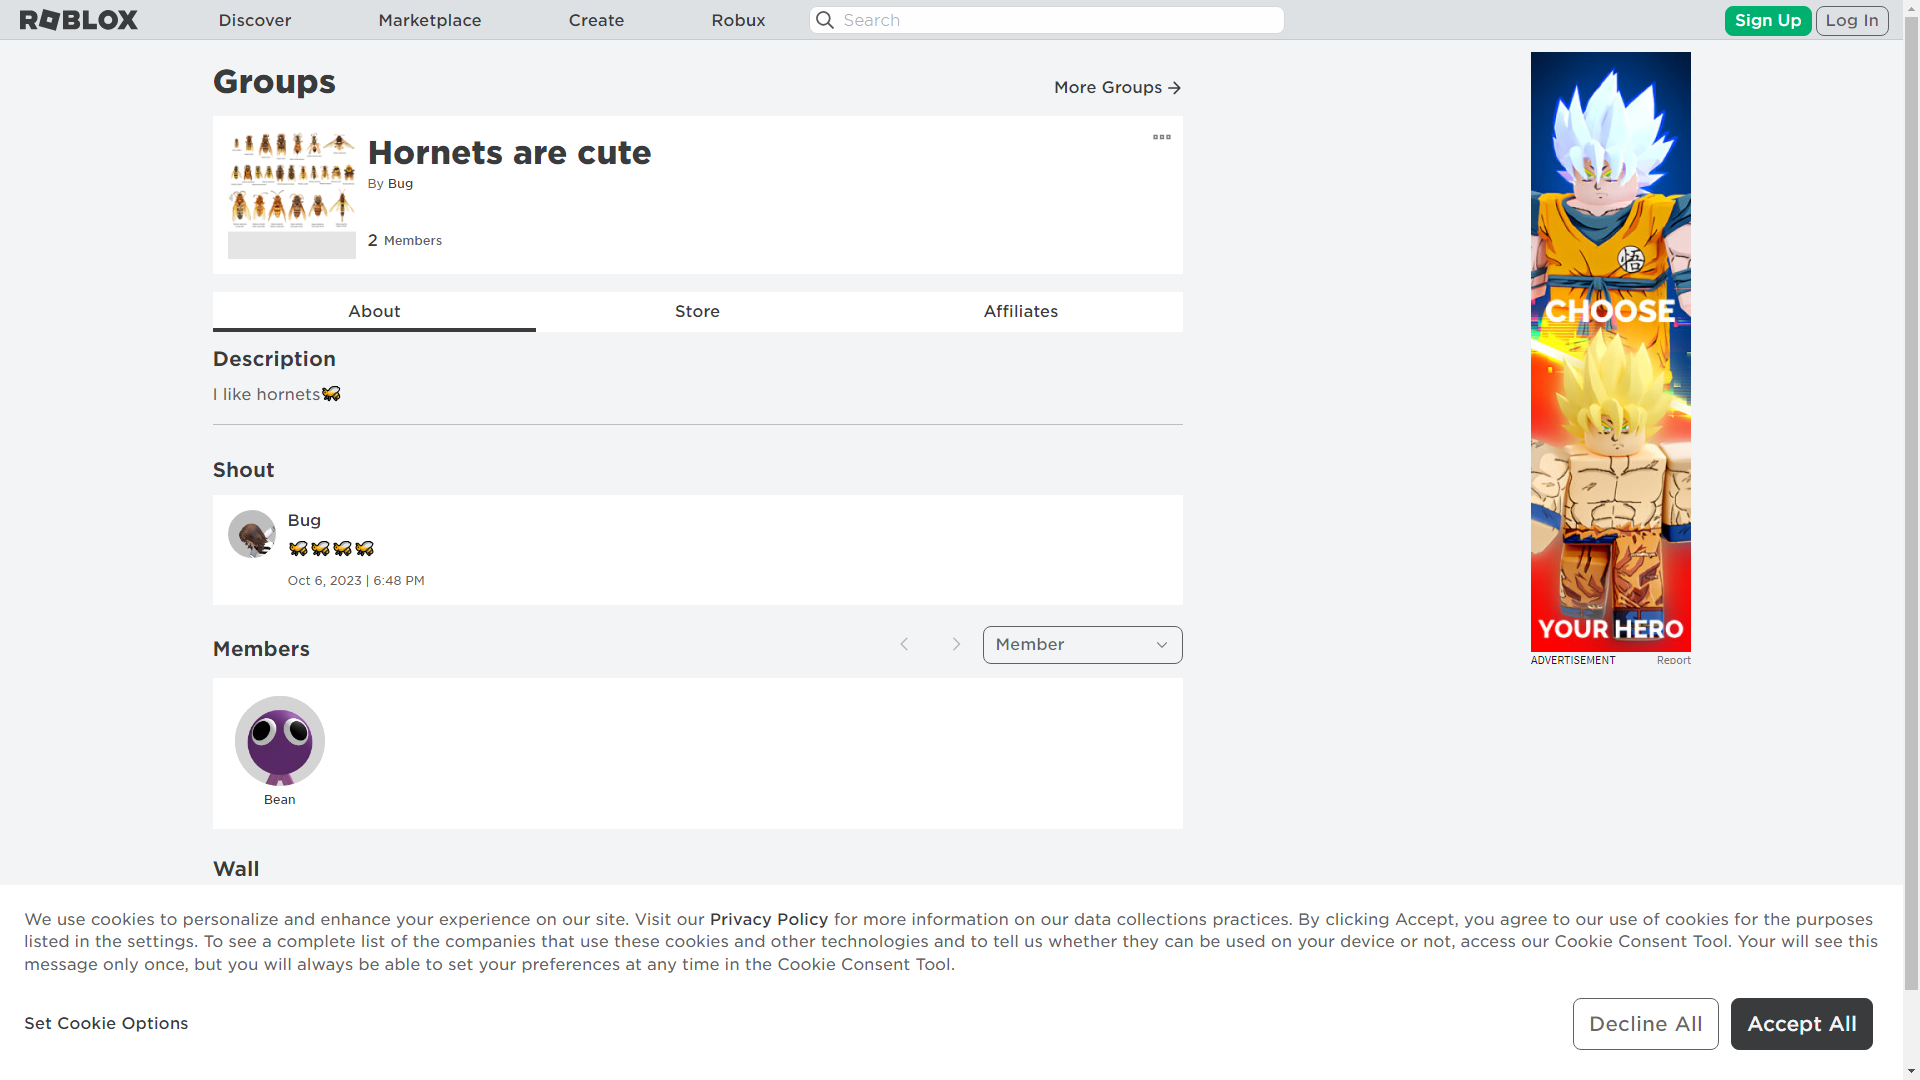 ROBLOX Discover Marketplace Create Robux Search Sign Up Log In
Groups
More Groups
Hornets are cute
By Bug
2 Members
About Store Affiliates
Description
I like hornets🐝
Shout
Bug
🐝🐝🐝🐝
Oct 6, 2023 | 6:48 PM
Members
Member
Bean
Wall
悟
CHOOSE
YOUR HERO
ADVERTISEMENT Report
We use cookies to personalize and enhance your experience on our site. Visit our Privacy Policy for more information on our data collections practices. By clicking Accept, you agree to our use of cookies for the purposes
listed in the settings. To see a complete list of the companies that use these cookies and other technologies and to tell us whether they can be used on your device or not, access our Cookie Consent Tool. Your will see this
message only once, but you will always be able to set your preferences at any time in the Cookie Consent Tool.
Set Cookie Options
Decline All
Accept All